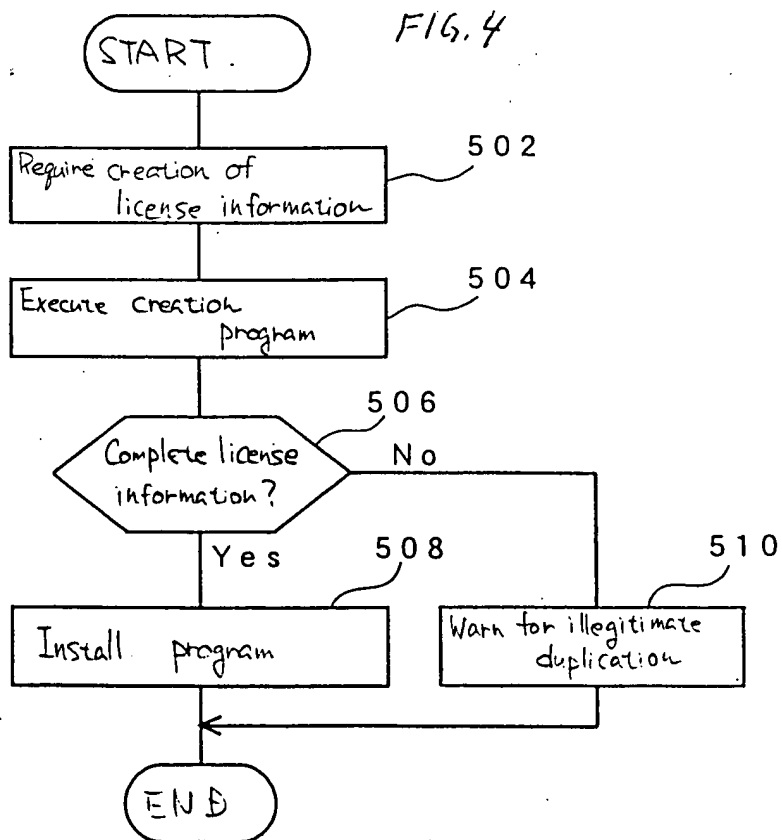 FIG. 4
START.
502
Require creation of
license information
504
Execute creation
program
506
Complete license
information?
No
Yes
508
510
Install program
Warn for illegitimate
duplication
END